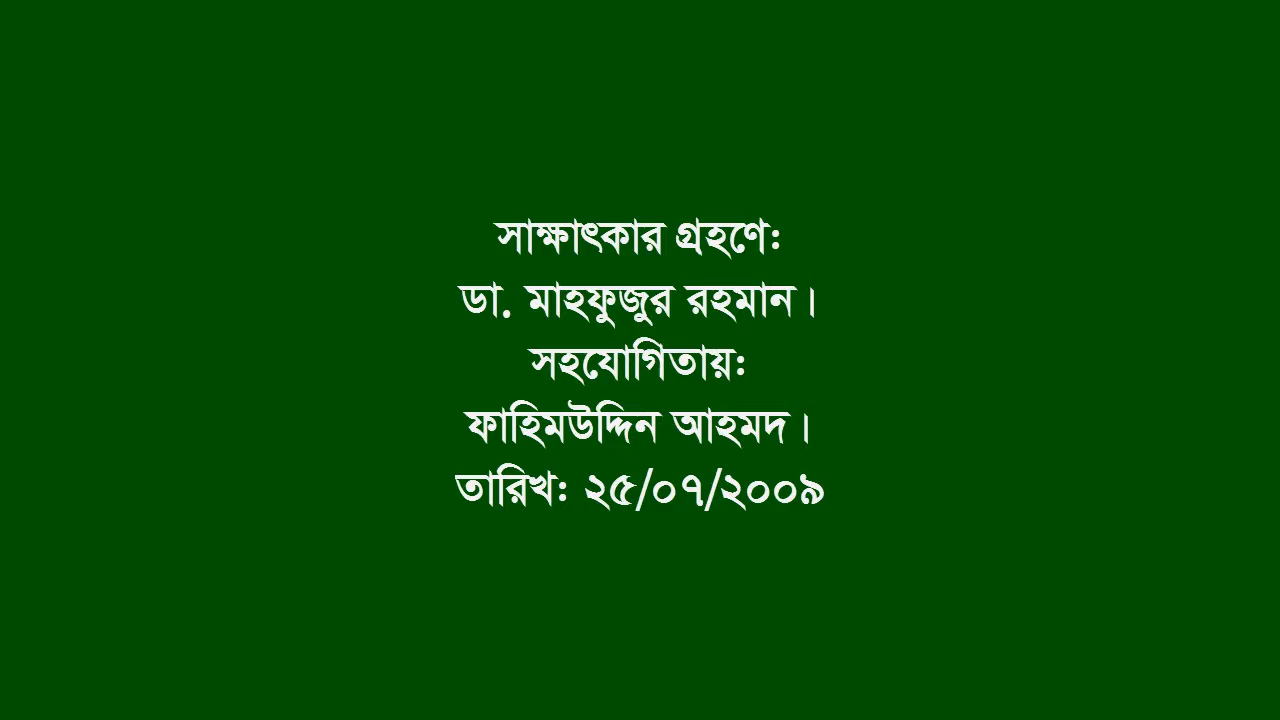 সাক্ষাৎকার গ্রহণে:
ডা. মাহফুজুর রহমান।
সহযোগিতায়:
ফাহিমউদ্দিন আহমদ।
তারিখ: ২৫/০৭/২০০৯